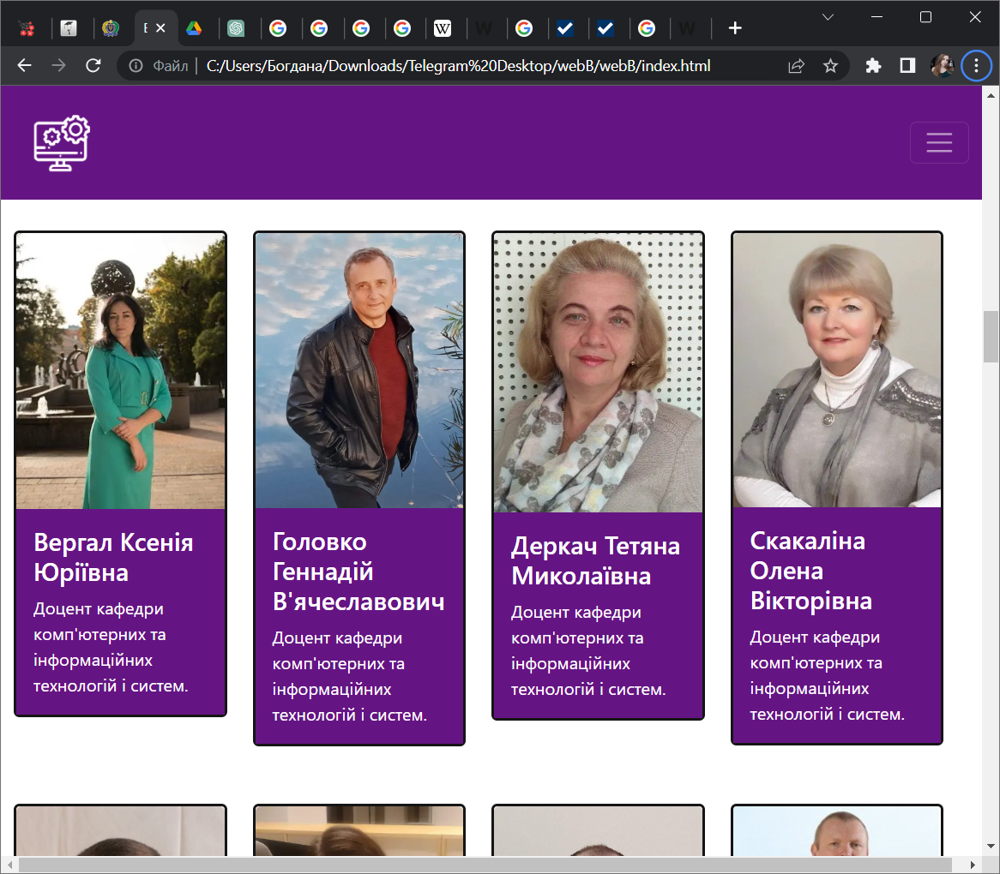 Файл
C:/Users/Богдана/Downloads/Telegram%20Desktop/webB/webB/index.html
Вергал Ксенія
Юріївна
Доцент кафедри
комп'ютерних та
інформаційних
технологій і систем.
Головко
Геннадій
В'ячеславович
Доцент кафедри
комп'ютерних та
інформаційних
технологій і систем.
Деркач Тетяна
Миколаївна
Доцент кафедри
комп'ютерних та
інформаційних
технологій і систем.
Скакаліна
Олена
Вікторівна
Доцент кафедри
комп'ютерних та
інформаційних
технологій і систем.